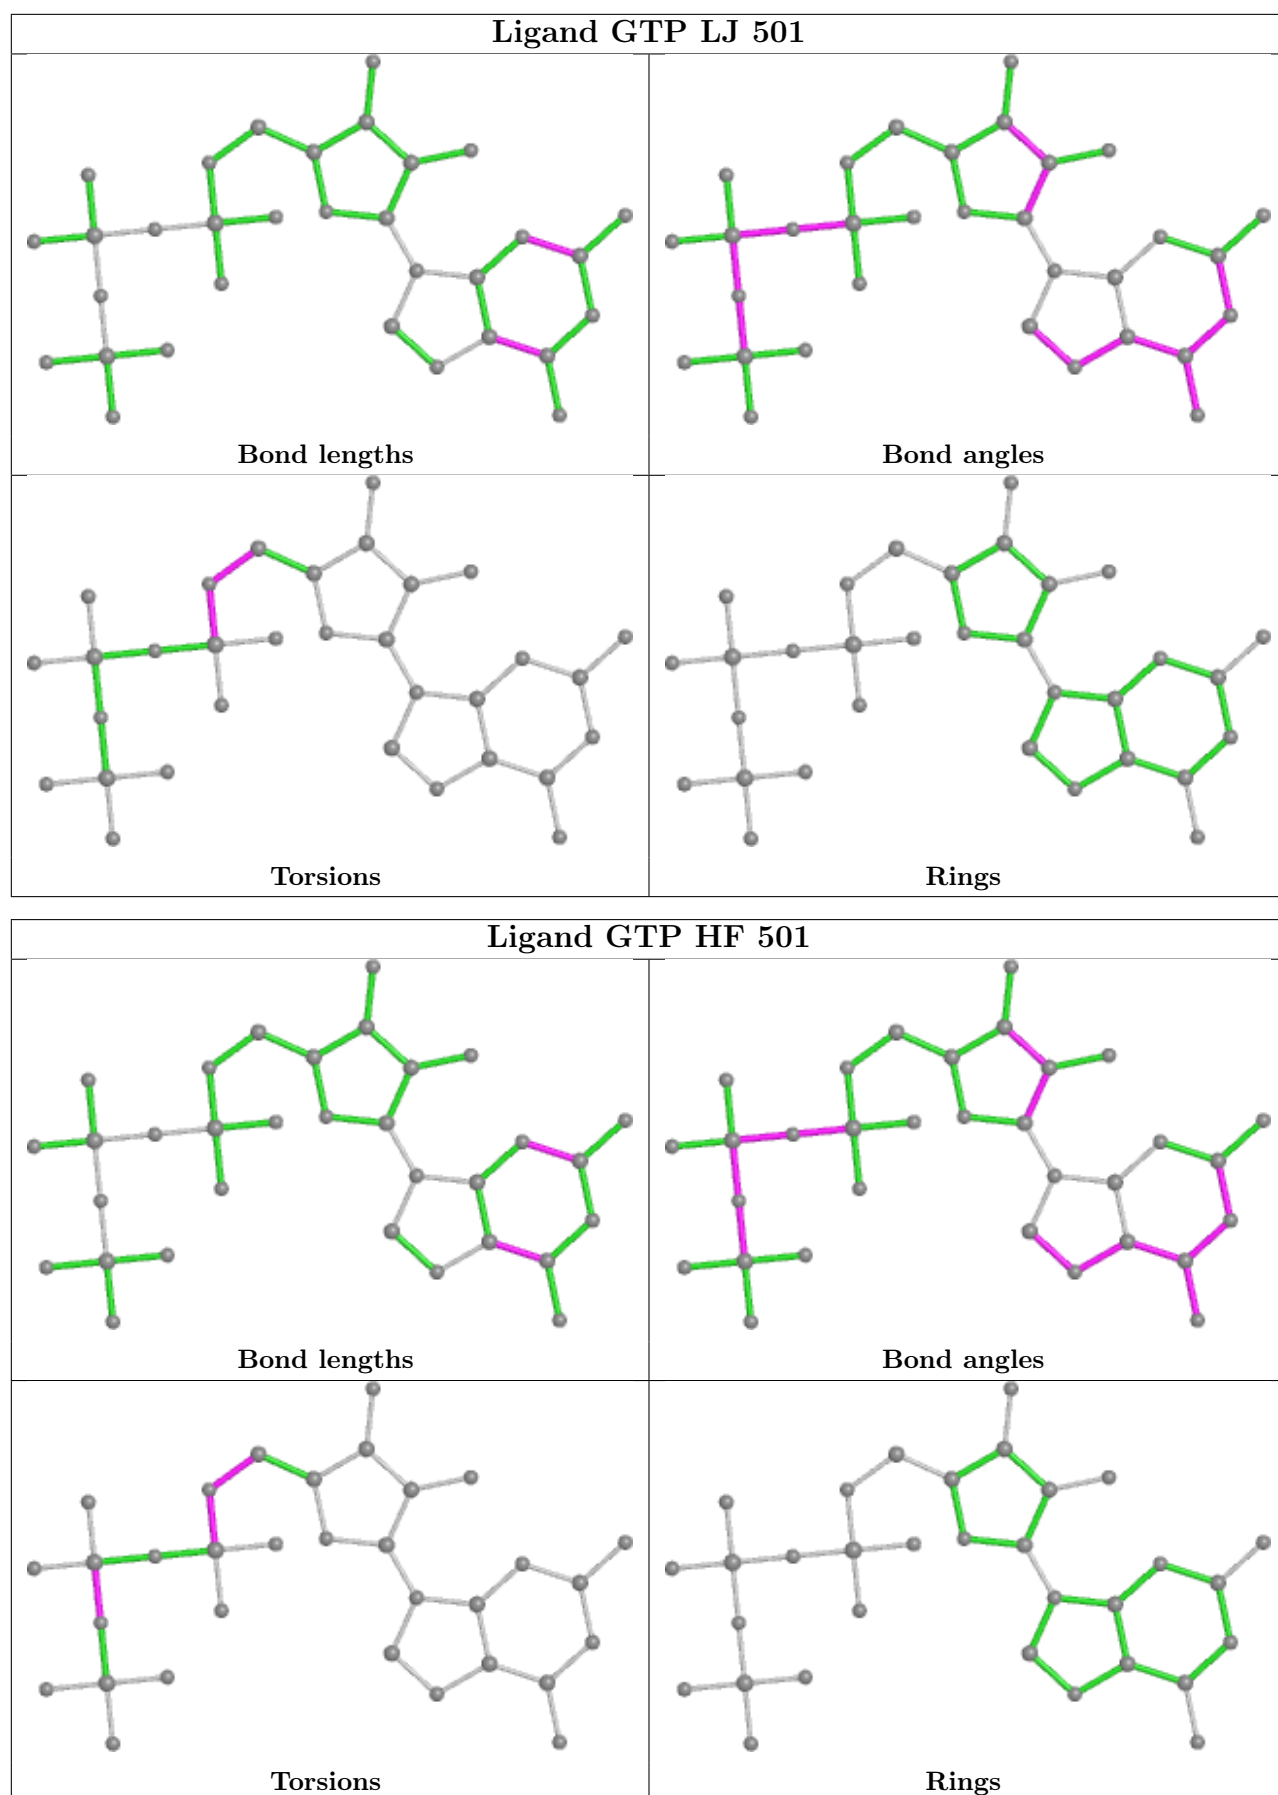 Ligand GTP LJ 501
Bond lengths
Bond angles
Torsions
Rings
Ligand GTP HF 501
Bond lengths
Bond angles
Torsions
Rings